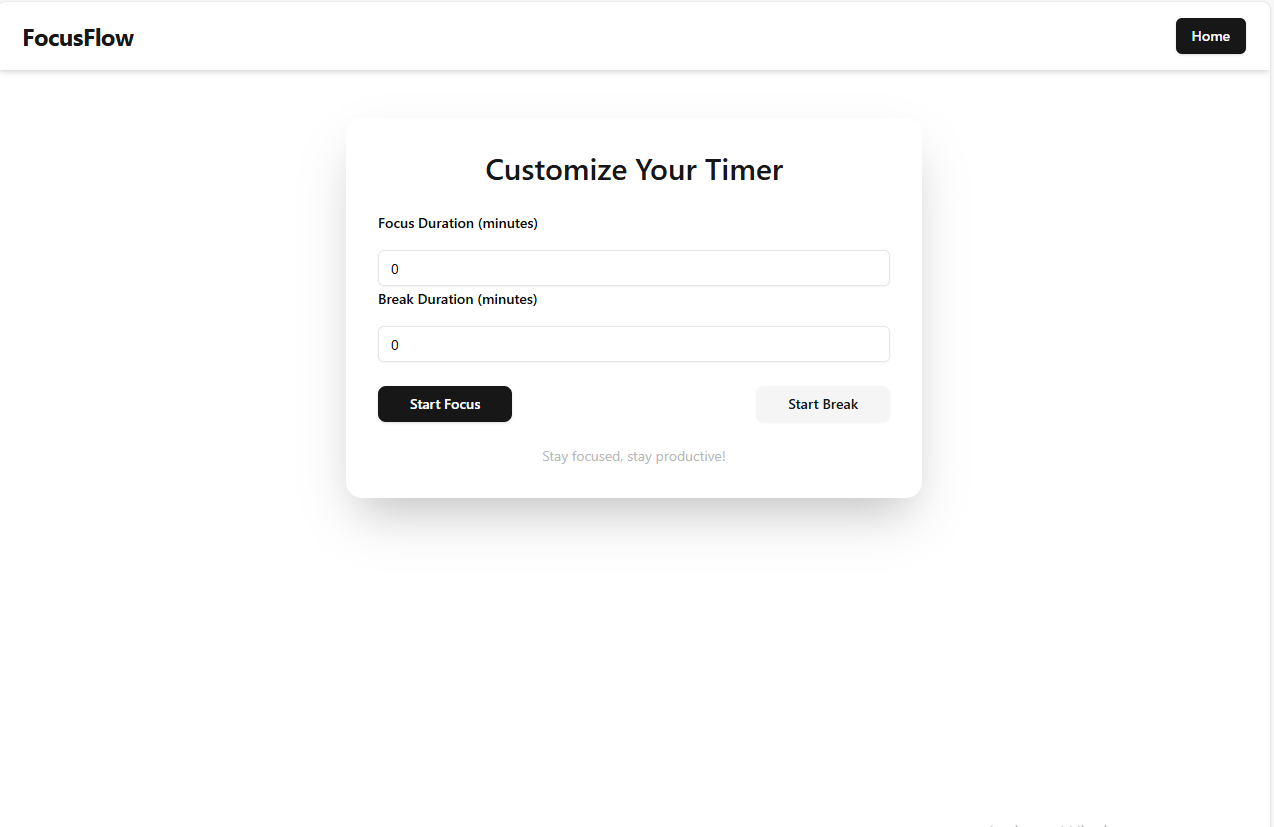 FocusFlow
Home
Customize Your Timer
Focus Duration (minutes)
0
Break Duration (minutes)
0
Start Focus
Start Break
Stay focused, stay productive!